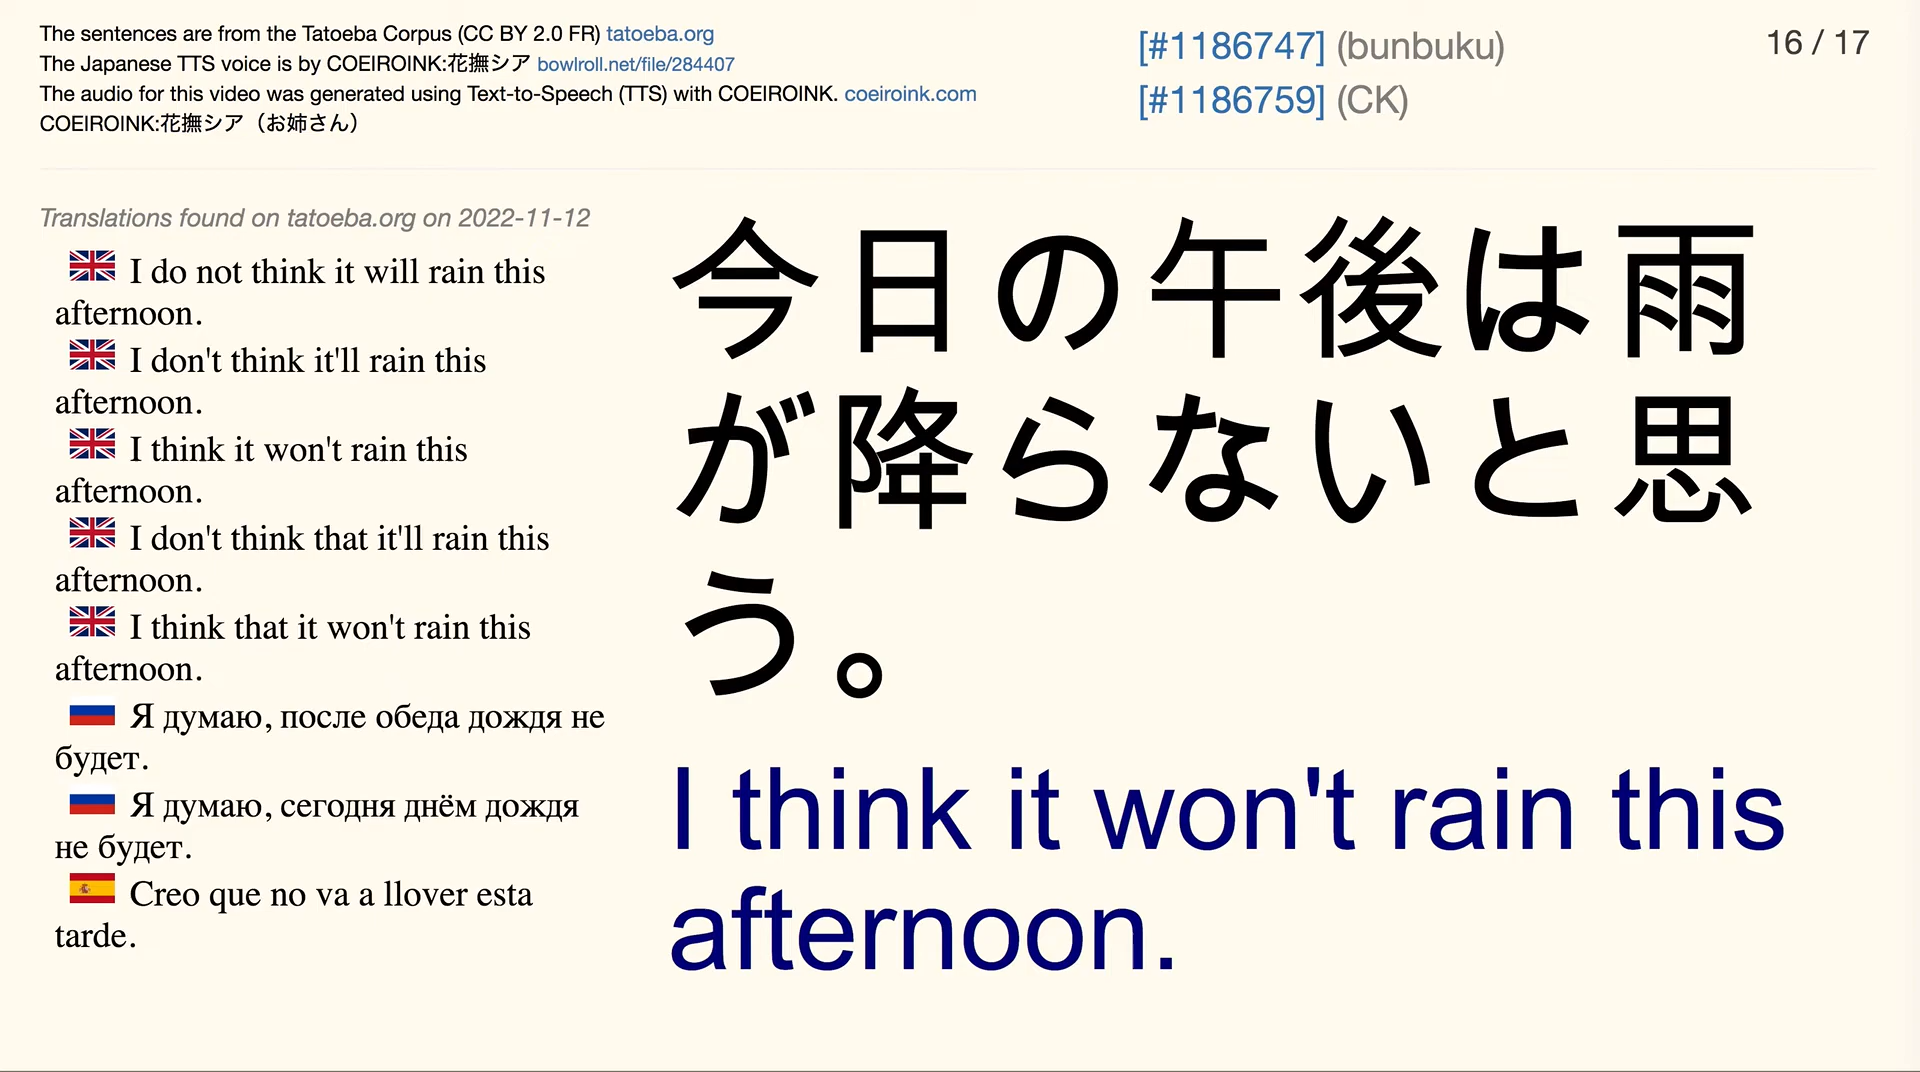 The sentences are from the Tatoeba Corpus (CC BY 2.0 FR) tatoeba.org
The Japanese TTS voice is by COEIROINK:花撫シア bowlroll.net/file/284407
The audio for this video was generated using Text-to-Speech (TTS) with COEIROINK. coeiroink.com
COEIROINK:花撫シア（お姉さん）
[#1186747] (bunbuku)
[#1186759] (CK)
16 / 17
Translations found on tatoeba.org on 2022-11-12
I do not think it will rain this
afternoon.
I don't think it'll rain this
afternoon.
I think it won't rain this
afternoon.
I don't think that it'll rain this
afternoon.
I think that it won't rain this
afternoon.
Я думаю, после обеда дождя не
будет.
Я думаю, сегодня днём дождя
не будет.
Creo que no va a llover esta
tarde.
今日の午後は雨
が降らないと思
う。
I think it won't rain this
afternoon.